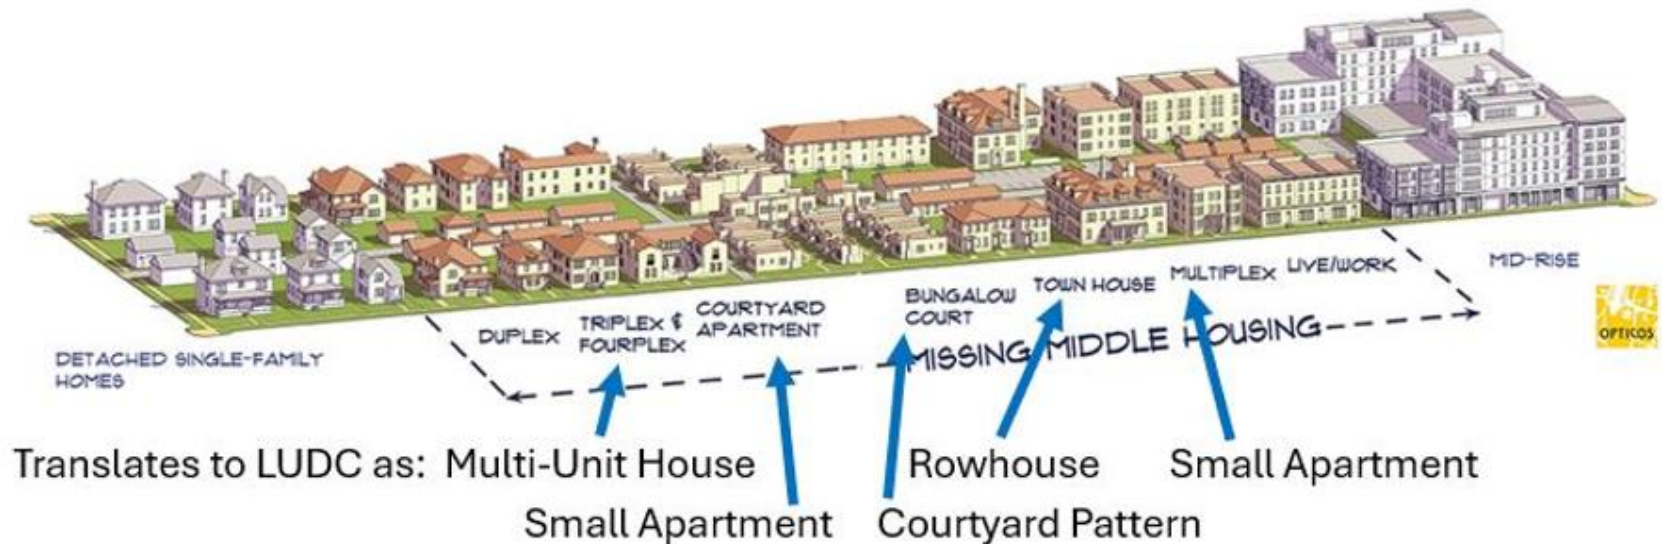 DETACHED SINGLE-FAMILY
HOMES
DUPLEX
TRIPLEX &
FOURPLEX
COURTYARD
APARTMENT
BUNGALOW
COURT
TOWN HOUSE
MULTIPLEX
LIVE/WORK
MID-RISE
MISSING MIDDLE HOUSING
OPTICOS
Translates to LUDC as: Multi-Unit House
Rowhouse
Small Apartment
Small Apartment
Courtyard Pattern